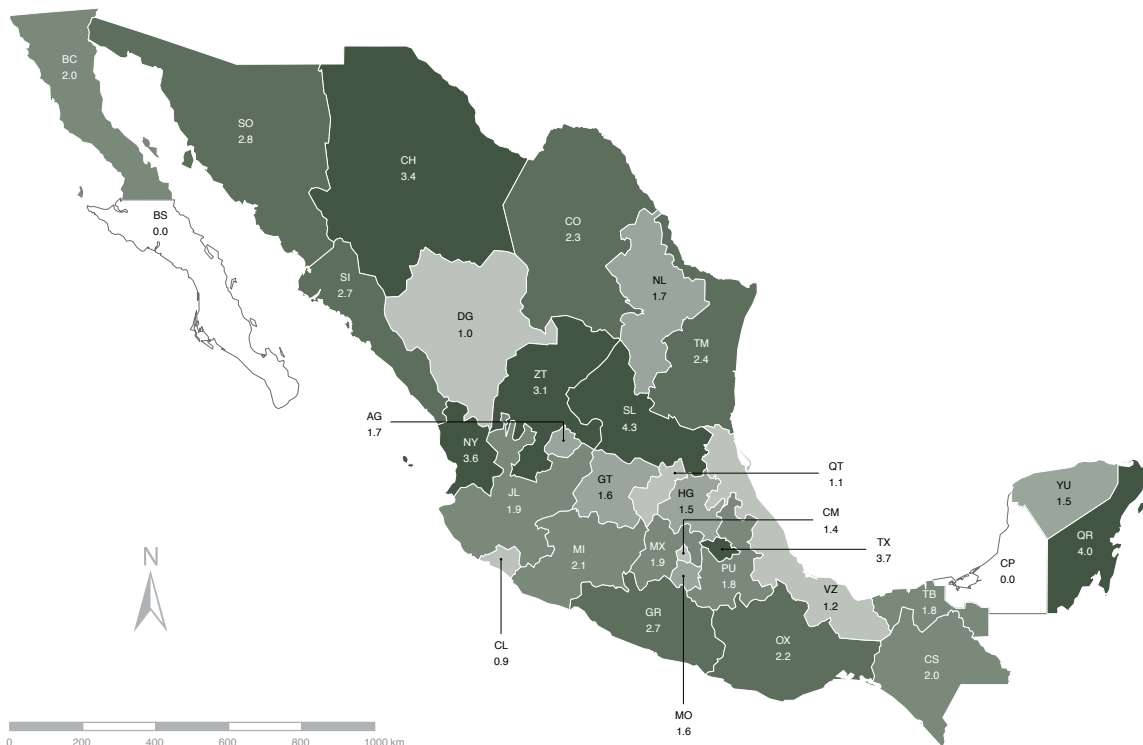 BC
2.0
SO
2.8
CH
3.4
BS
0.0
CO
2.3
SI
2.7
NL
1.7
DG
1.0
TM
2.4
ZT
3.1
AG
1.7
SL
4.3
NY
3.6
QT
1.1
GT
1.6
HG
1.5
JL
1.9
YU
1.5
CM
1.4
QR
4.0
TX
3.7
MI
2.1
MX
1.9
PU
1.8
CP
0.0
N
VZ
1.2
TB
1.8
GR
2.7
OX
2.2
CL
0.9
CS
2.0
MO
1.6
0 200 400 600 800 1000 km